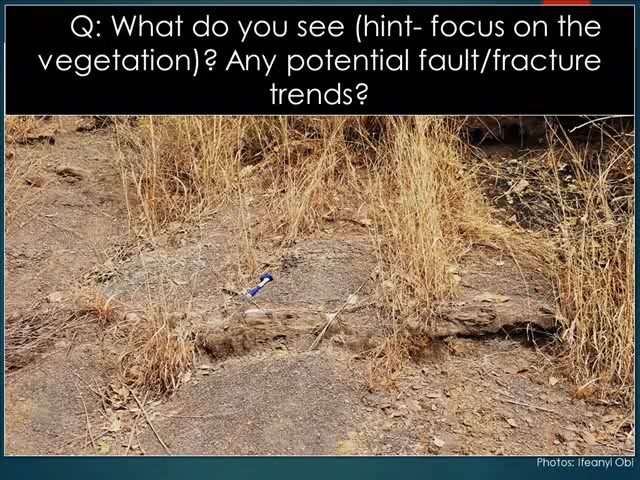 Q: What do you see (hint- focus on the
vegetation)? Any potential fault/fracture
trends?
Photos: Ifeanyi Obi